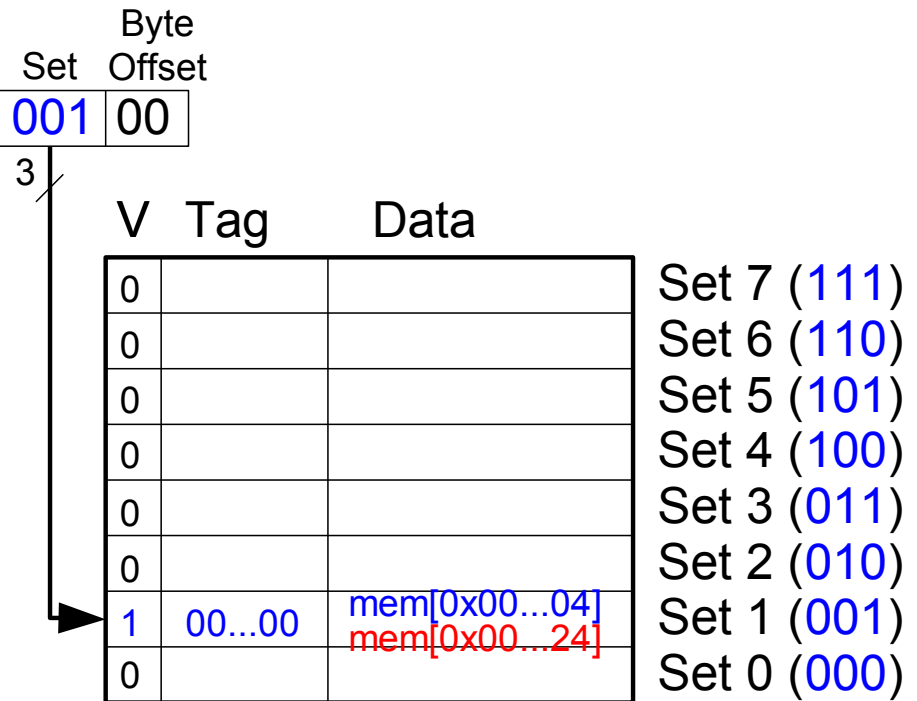 Byte
Set Offset
001 00
3
V Tag Data
0 Set 7 (111)
0 Set 6 (110)
0 Set 5 (101)
0 Set 4 (100)
0 Set 3 (011)
0 Set 2 (010)
1 00...00 mem[0x00...04] Set 1 (001)
mem[0x00...24]
0 Set 0 (000)